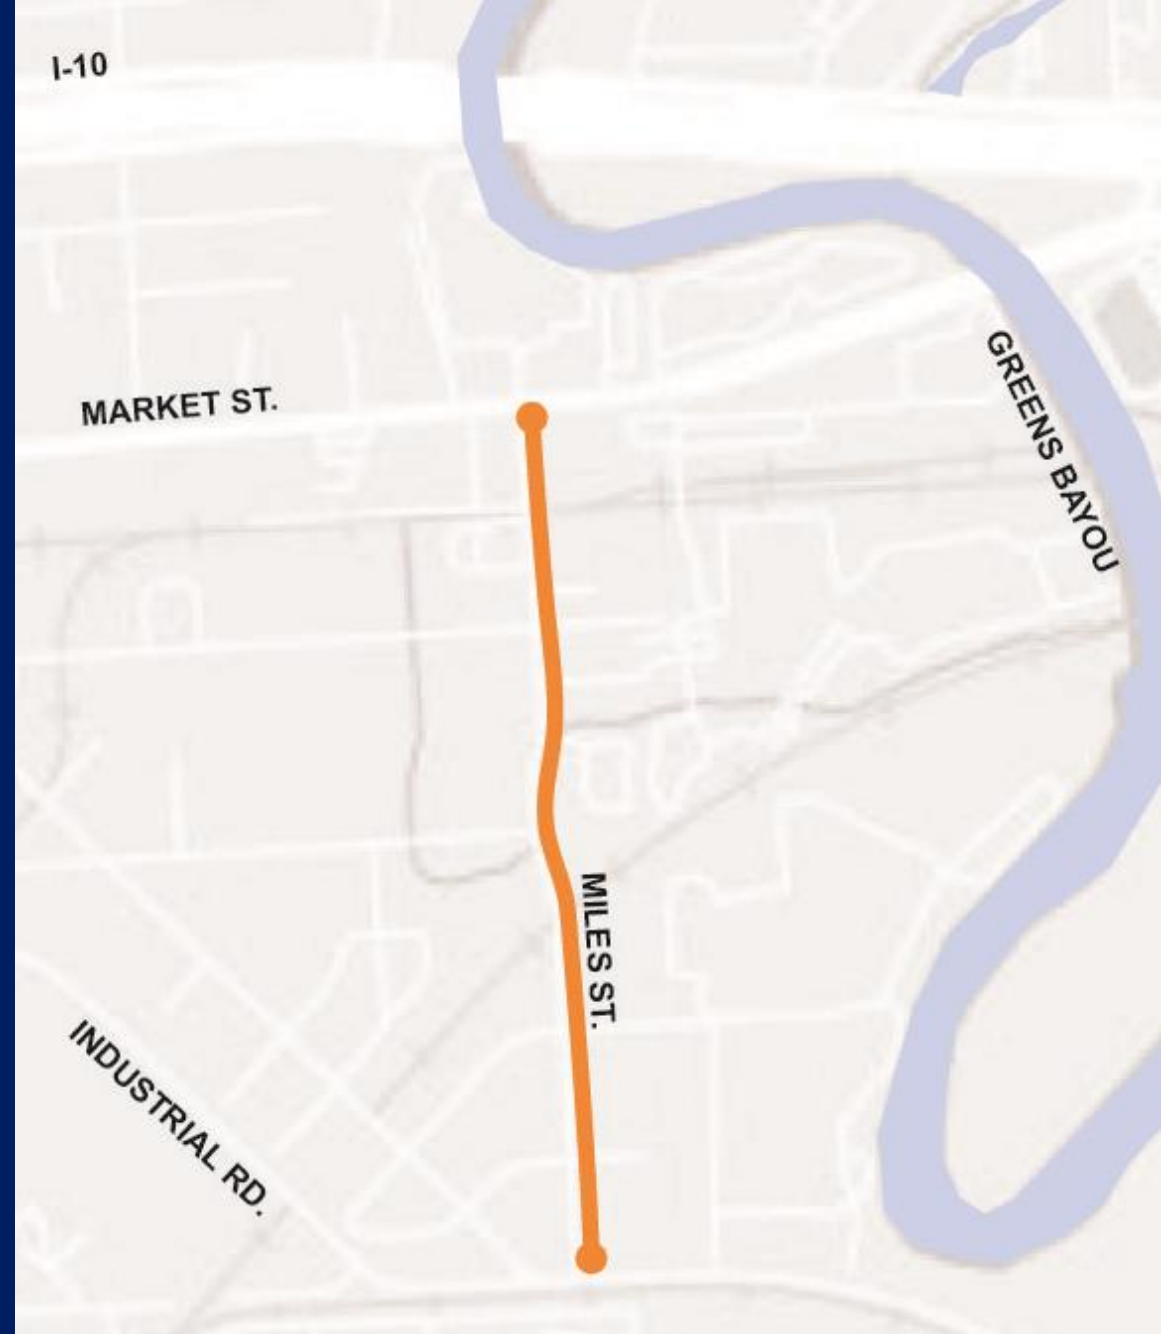 I-10
MARKET ST.
GREENS BAYOU
MILES ST.
INDUSTRIAL RD.